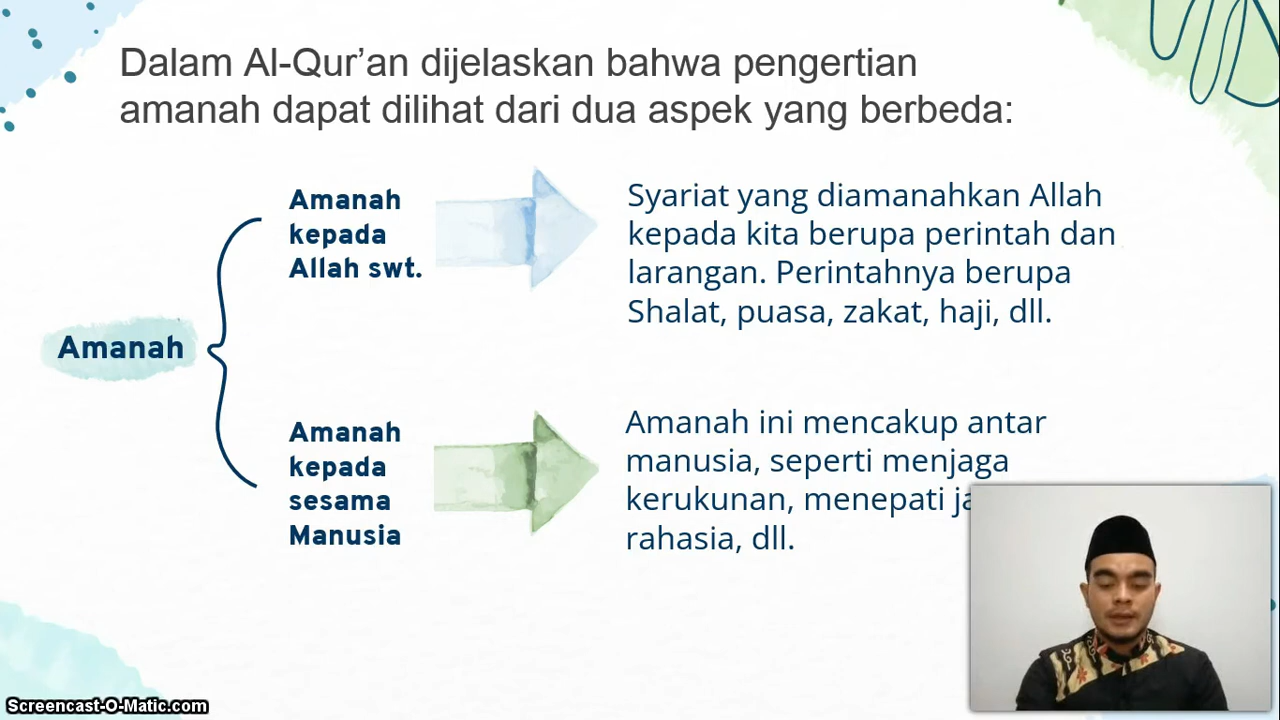 Dalam Al-Qur’an dijelaskan bahwa pengertian
amanah dapat dilihat dari dua aspek yang berbeda:
Amanah
Amanah
kepada
Allah swt.
Syariat yang diamanahkan Allah
kepada kita berupa perintah dan
larangan. Perintahnya berupa
Shalat, puasa, zakat, haji, dll.
Amanah
kepada
sesama
Manusia
Amanah ini mencakup antar
manusia, seperti menjaga
kerukunan, menepati
rahasia, dll.
Screencast-O-Matic.com